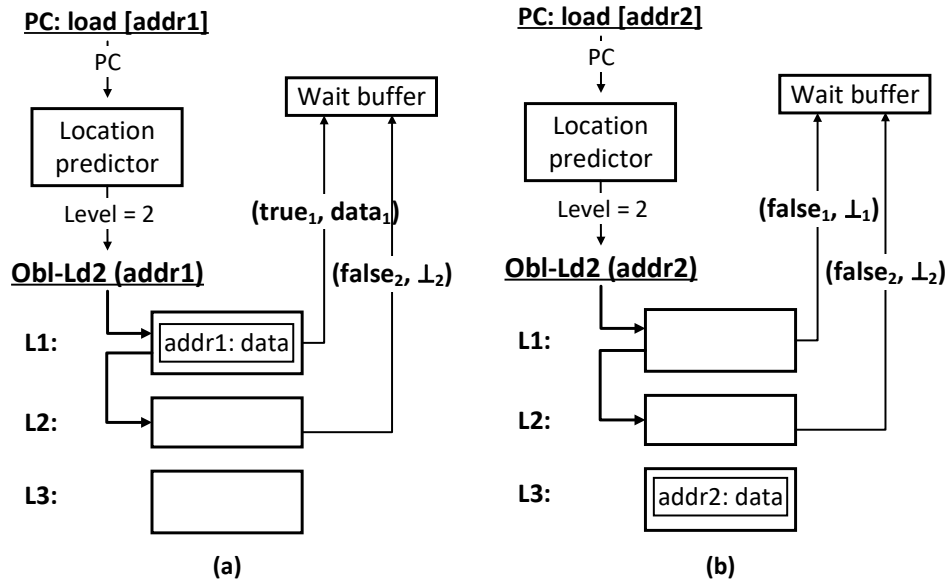 PC: load [addr1]
PC
Wait buffer
Location
predictor
Level = 2
(true₁, data₁)
Obl-Ld2 (addr1)
(false₂, ⊥₂)
L1:
addr1: data
L2:
L3:
(a)
PC: load [addr2]
PC
Wait buffer
Location
predictor
Level = 2
(false₁, ⊥₁)
Obl-Ld2 (addr2)
(false₂, ⊥₂)
L1:
L2:
L3:
addr2: data
(b)